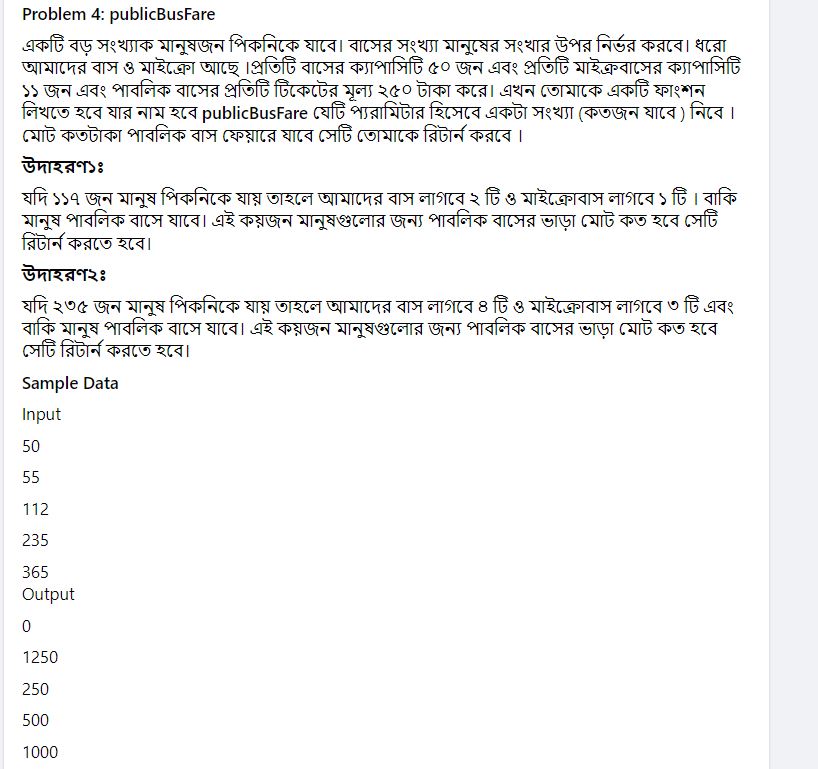 Problem 4: publicBusFare
একটি বড় সংখ্যাক মানুষজন পিকনিকে যাবে। বাসের সংখ্যা মানুষের সংখার উপর নির্ভর করবে। ধরো
আমাদের বাস ও মাইক্রো আছে ।প্রতিটি বাসের ক্যাপাসিটি ৫০ জন এবং প্রতিটি মাইক্রবাসের ক্যাপাসিটি
১১ জন এবং পাবলিক বাসের প্রতিটি টিকেটের মূল্য ২৫০ টাকা করে। এখন তোমাকে একটি ফাংশন
লিখতে হবে যার নাম হবে publicBusFare যেটি প্যরামিটার হিসেবে একটা সংখ্যা (কতজন যাবে ) নিবে ।
মোট কতটাকা পাবলিক বাস ফেয়ারে যাবে সেটি তোমাকে রিটার্ন করবে ।
উদাহরণ১ঃ
যদি ১১৭ জন মানুষ পিকনিকে যায় তাহলে আমাদের বাস লাগবে ২ টি ও মাইক্রোবাস লাগবে ১ টি । বাকি
মানুষ পাবলিক বাসে যাবে। এই কয়জন মানুষগুলোর জন্য পাবলিক বাসের ভাড়া মোট কত হবে সেটি
রিটার্ন করতে হবে।
উদাহরণ২ঃ
যদি ২৩৫ জন মানুষ পিকনিকে যায় তাহলে আমাদের বাস লাগবে ৪ টি ও মাইক্রোবাস লাগবে ৩ টি এবং
বাকি মানুষ পাবলিক বাসে যাবে। এই কয়জন মানুষগুলোর জন্য পাবলিক বাসের ভাড়া মোট কত হবে
সেটি রিটার্ন করতে হবে।
Sample Data
Input
50
55
112
235
365
Output
0
1250
250
500
1000